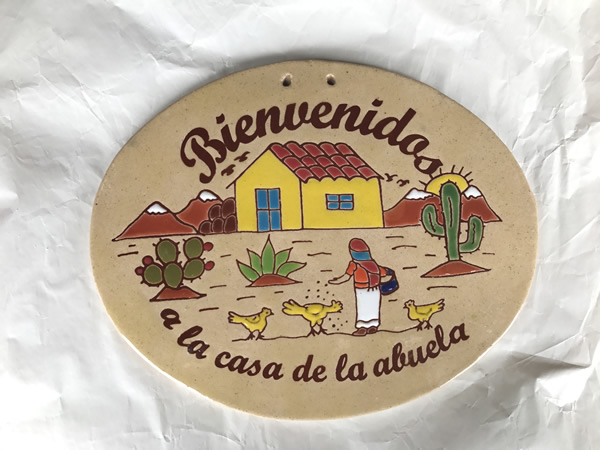 Bienvenidos
a la casa de la abuela